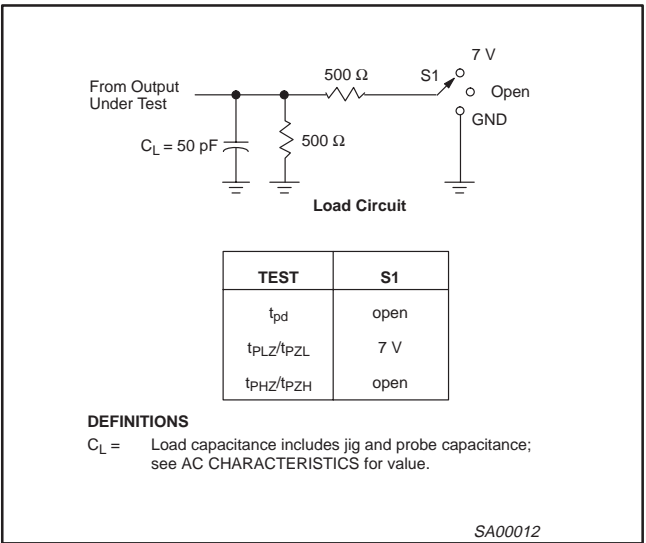 7 V
500 Ω
S1
From Output
Under Test
Open
GND
C_L = 50 pF
500 Ω
Load Circuit
TEST S1
t_pd open
t_PLZ/t_PZL 7 V
t_PHZ/t_PZH open
DEFINITIONS
C_L = Load capacitance includes jig and probe capacitance;
see AC CHARACTERISTICS for value.
SA00012